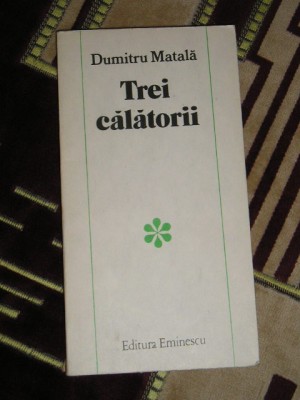 Dumitru Matală
Trei
călătorii
Editura Eminescu